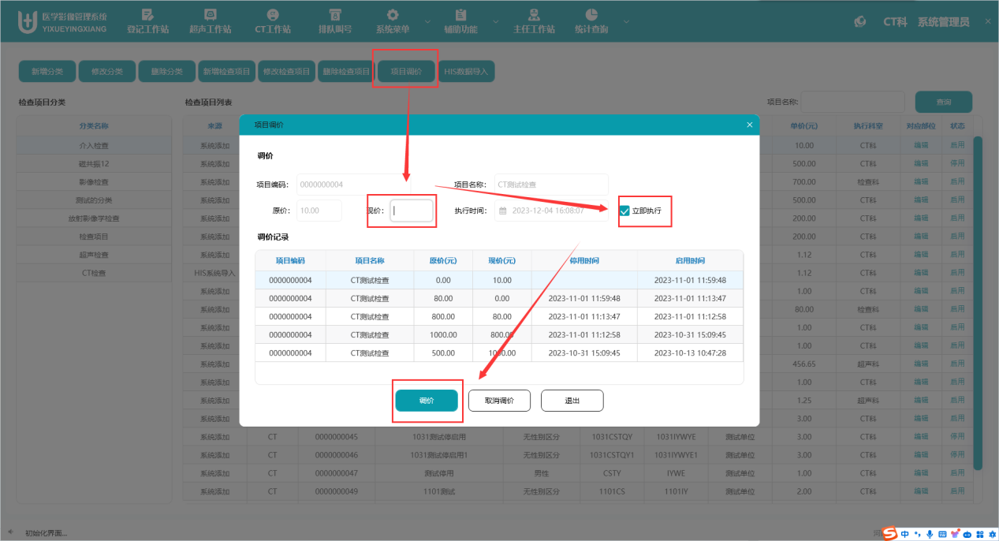 医学影像管理系统
YIXUEYINGXIANG
登记工作站 超声工作站 CT工作站 排队叫号 系统菜单 辅助功能 主任工作站 统计查询
CT科 系统管理员
新增分类 修改分类 删除分类 新增检查项目 修改检查项目 删除检查项目 项目调价 HIS数据导入
检查项目分类 检查项目列表 项目名称: 查询
分类名称
介入检查
磁共振12
影像检查
测试的分类
放射影像学检查
检查项目
超声检查
CT检查
来源 单价(元) 执行科室 对应部位 状态
系统添加 10.00 CT科 编辑 启用
系统添加 500.00 CT科 编辑 停用
系统添加 700.00 检查科 编辑 启用
系统添加 500.00 CT科 编辑 启用
系统添加 200.00 CT科 编辑 启用
系统添加 200.00 CT科 编辑 启用
系统添加 1.12 CT科 编辑 启用
HIS系统导入 1.12 CT科 编辑 启用
系统添加 1.00 CT科 编辑 启用
系统添加 80.00 检查科 编辑 启用
系统添加 1.00 CT科 编辑 启用
系统添加 1.00 CT科 编辑 启用
系统添加 456.65 超声科 编辑 启用
系统添加 1.00 CT科 编辑 启用
系统添加 1.25 超声科 编辑 启用
系统添加 3.00 CT科 编辑 启用
系统添加 CT 0000000045 1031测试停启用 无性别区分 1031CSTQY 1031IYWYE 测试单位 3.00 CT科 编辑 停用
系统添加 CT 0000000046 1031测试停启用1 无性别区分 1031CSTQY1 1031IYWYE1 测试单位 3.00 CT科 编辑 停用
系统添加 CT 0000000047 测试停用 男性 CSTY IYWE 测试单位 1.00 CT科 编辑 启用
系统添加 CT 0000000049 1101测试 无性别区分 1101CS 1101IY 测试单位 2.00 CT科 编辑 启用
项目调价
调价
项目编码: 0000000004 项目名称: CT测试检查
原价: 10.00 现价: 执行时间: 2023-12-04 16:08:07 立即执行
调价记录
项目编码 项目名称 原价(元) 现价(元) 停用时间 启用时间
0000000004 CT测试检查 0.00 10.00 2023-11-01 11:59:48
0000000004 CT测试检查 80.00 0.00 2023-11-01 11:59:48 2023-11-01 11:13:47
0000000004 CT测试检查 800.00 80.00 2023-11-01 11:13:47 2023-11-01 11:12:58
0000000004 CT测试检查 1000.00 800.00 2023-11-01 11:12:58 2023-10-31 15:09:45
0000000004 CT测试检查 500.00 1000.00 2023-10-31 15:09:45 2023-10-13 10:47:28
调价 取消调价 退出
初始化界面...
中